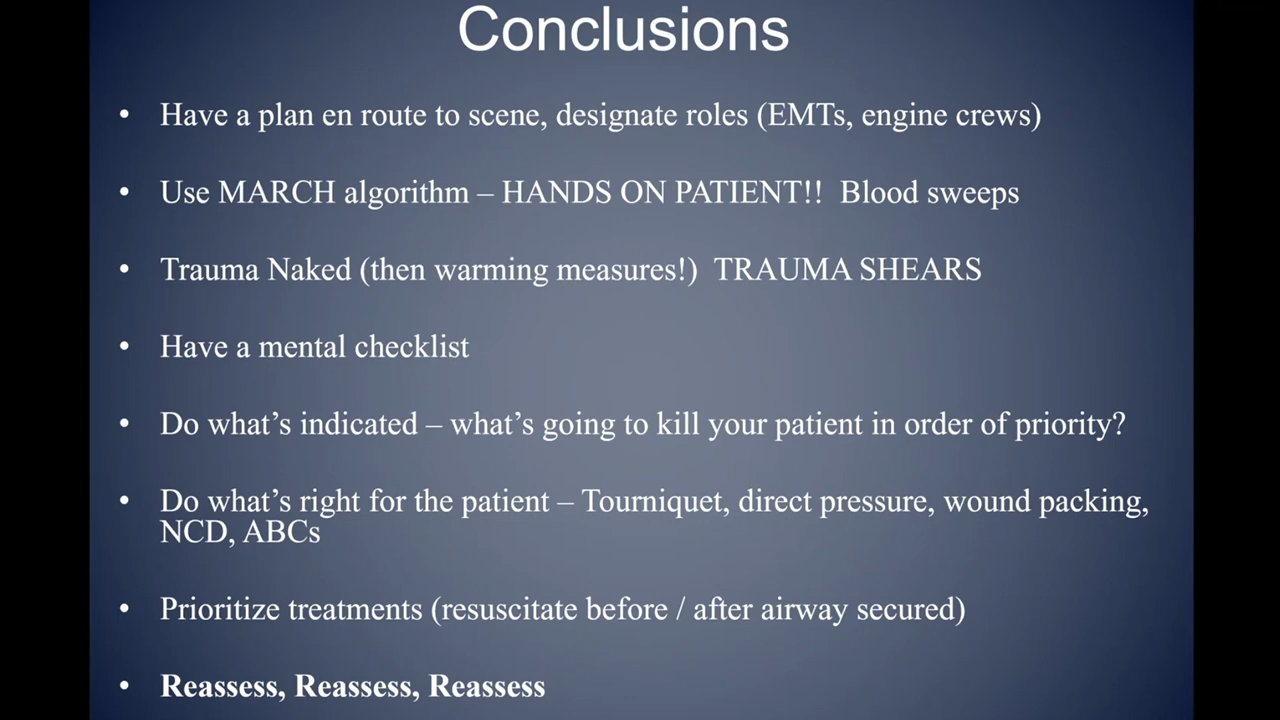 Conclusions
• Have a plan en route to scene, designate roles (EMTs, engine crews)
• Use MARCH algorithm – HANDS ON PATIENT!!  Blood sweeps
• Trauma Naked (then warming measures!)  TRAUMA SHEARS
• Have a mental checklist
• Do what’s indicated – what’s going to kill your patient in order of priority?
• Do what’s right for the patient – Tourniquet, direct pressure, wound packing,
NCD, ABCs
• Prioritize treatments (resuscitate before / after airway secured)
• Reassess, Reassess, Reassess